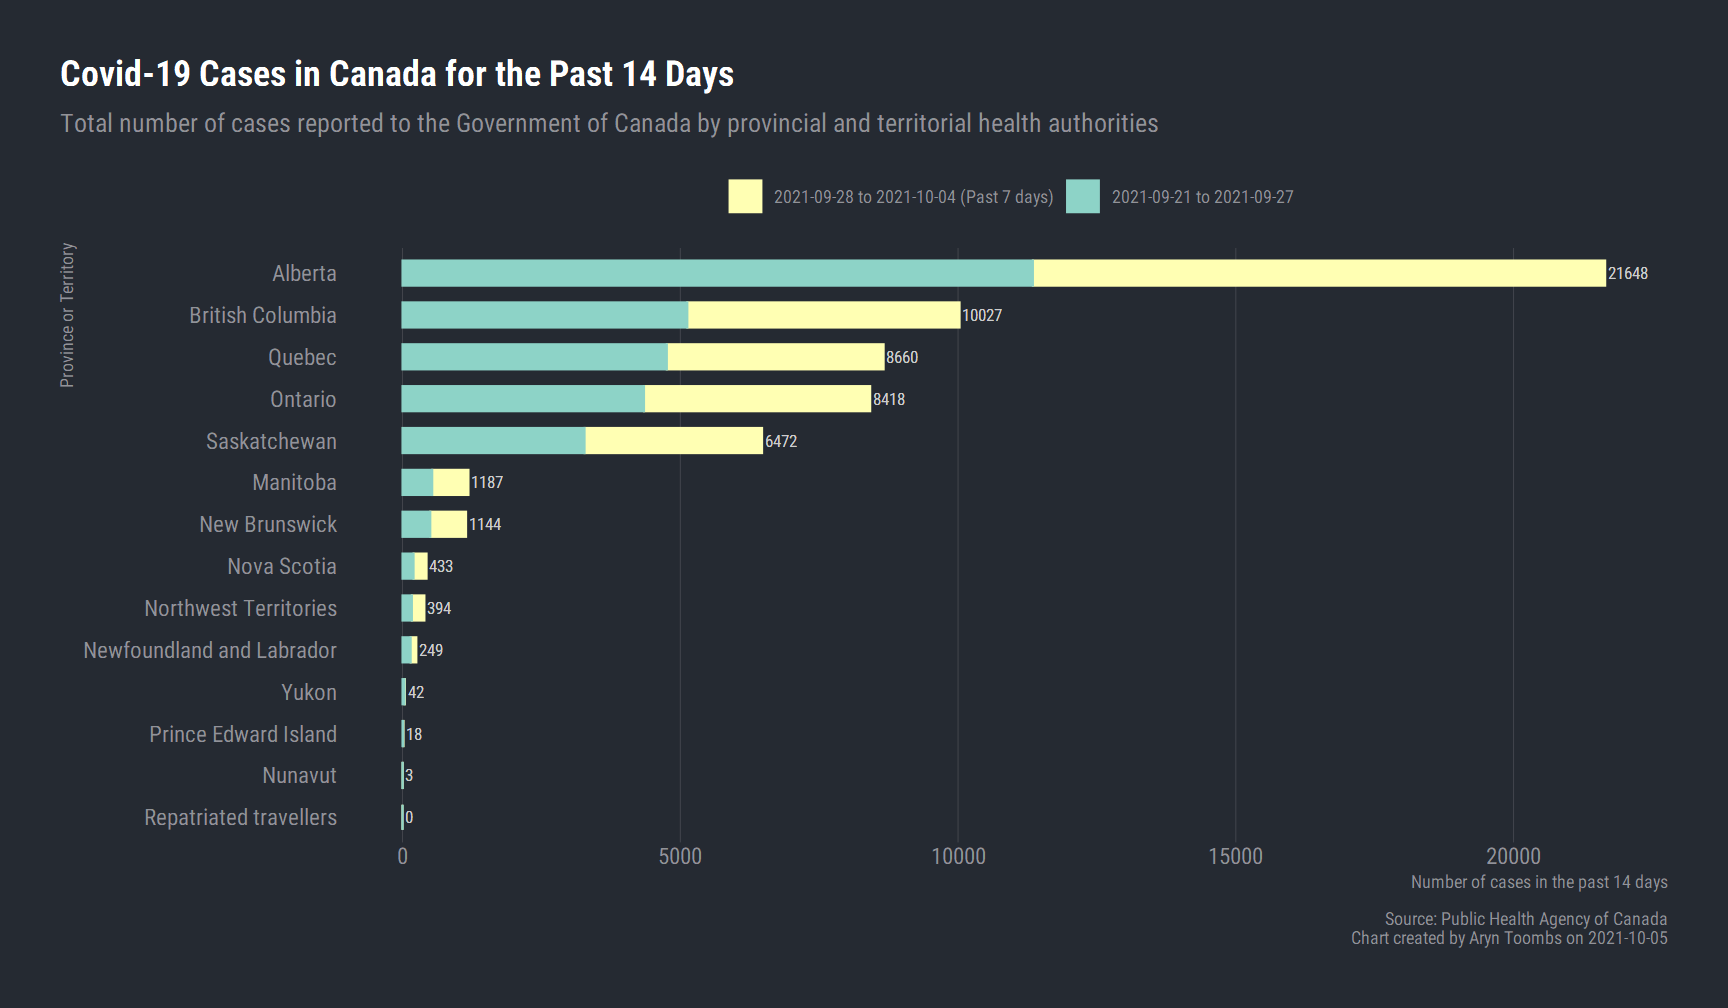 Covid-19 Cases in Canada for the Past 14 Days
Total number of cases reported to the Government of Canada by provincial and territorial health authorities
2021-09-28 to 2021-10-04 (Past 7 days)
2021-09-21 to 2021-09-27
Province or Territory
Alberta 21648
British Columbia 10027
Quebec 8660
Ontario 8418
Saskatchewan 6472
Manitoba 1187
New Brunswick 1144
Nova Scotia 433
Northwest Territories 394
Newfoundland and Labrador 249
Yukon 42
Prince Edward Island 18
Nunavut 3
Repatriated travellers 0
0 5000 10000 15000 20000
Number of cases in the past 14 days
Source: Public Health Agency of Canada
Chart created by Aryn Toombs on 2021-10-05